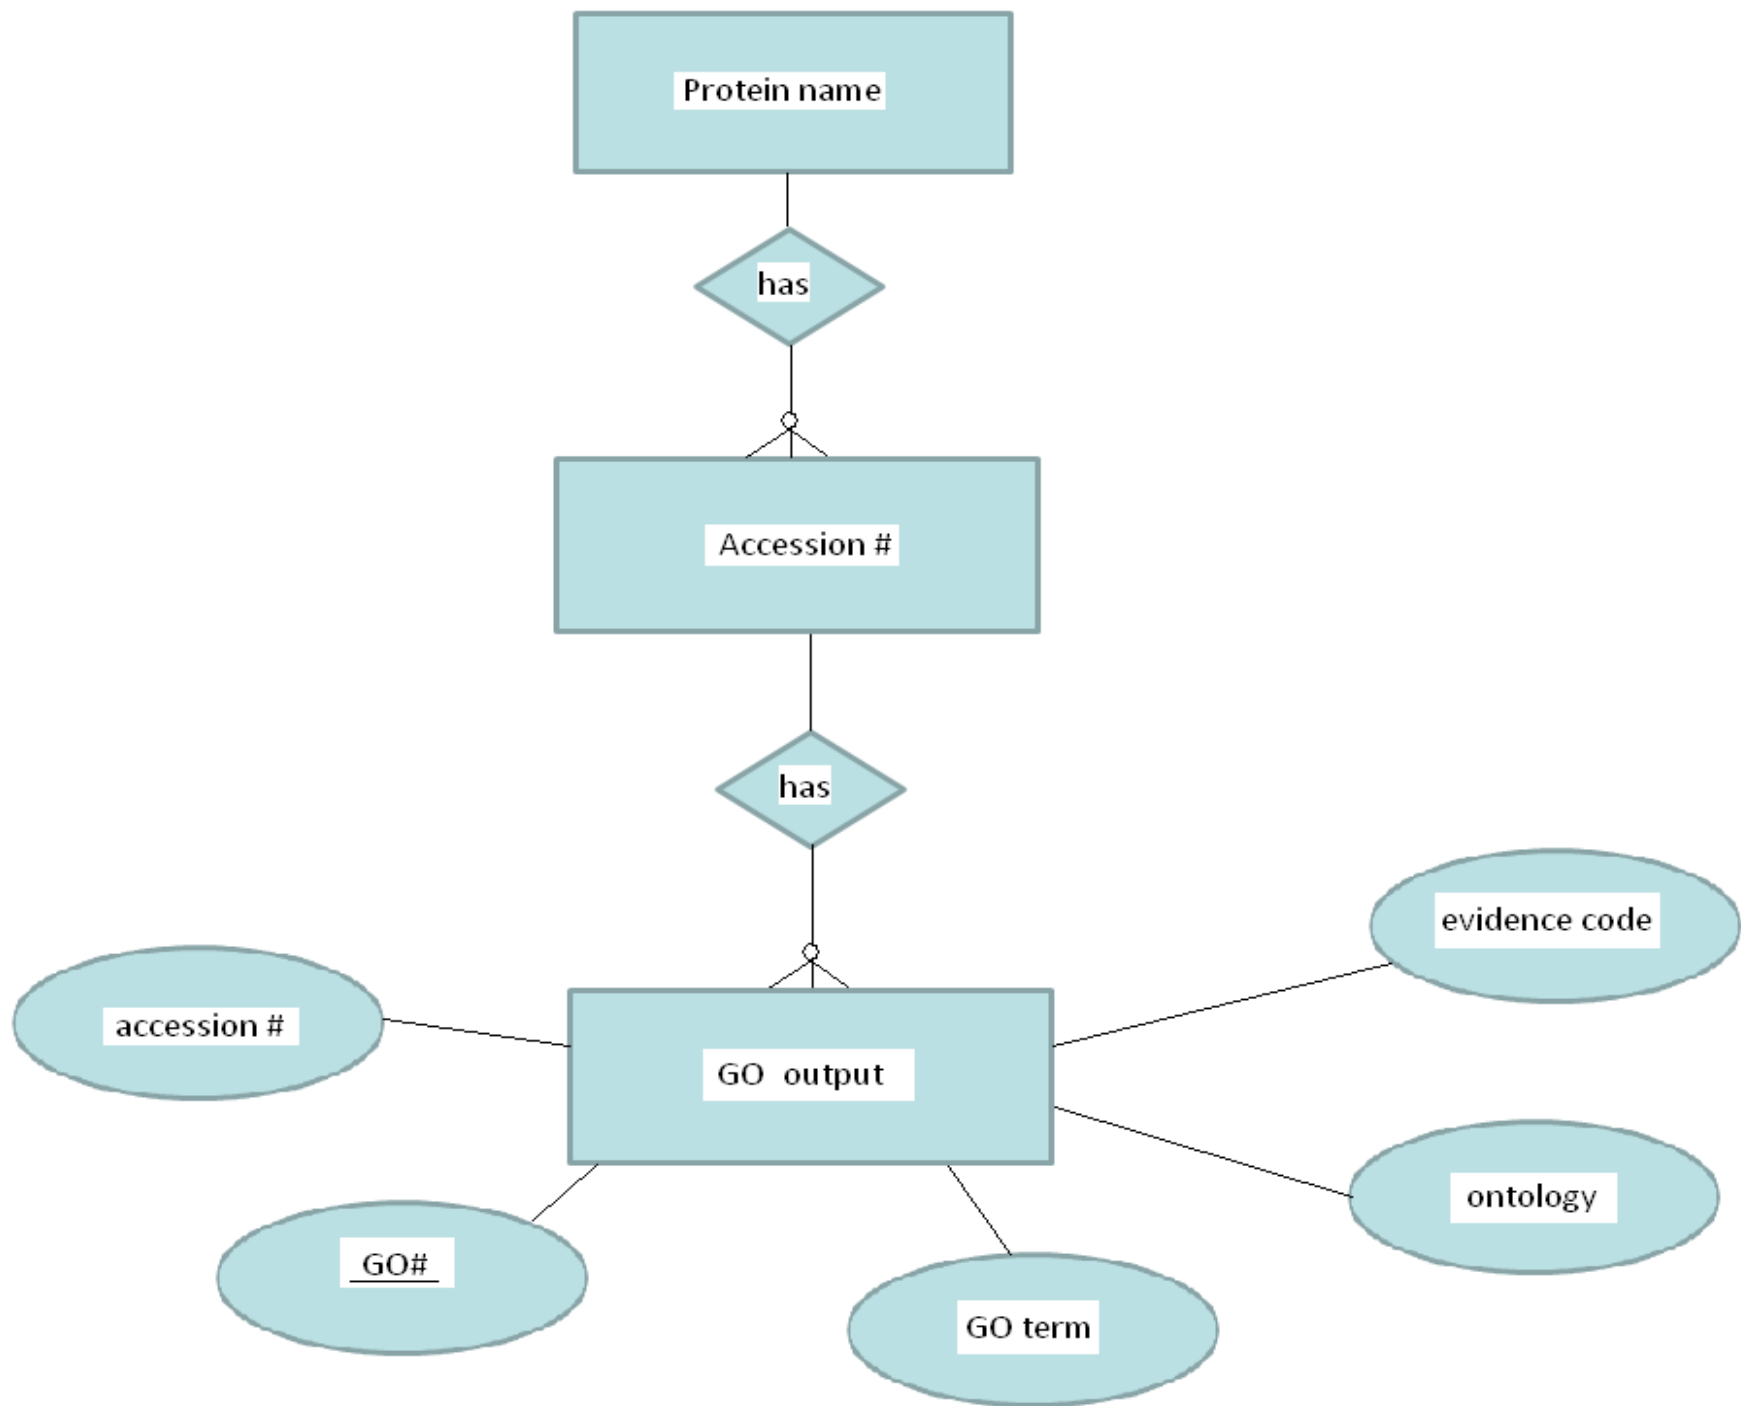 Protein name
has
Accession #
has
evidence code
accession #
GO output
ontology
GO#
GO term